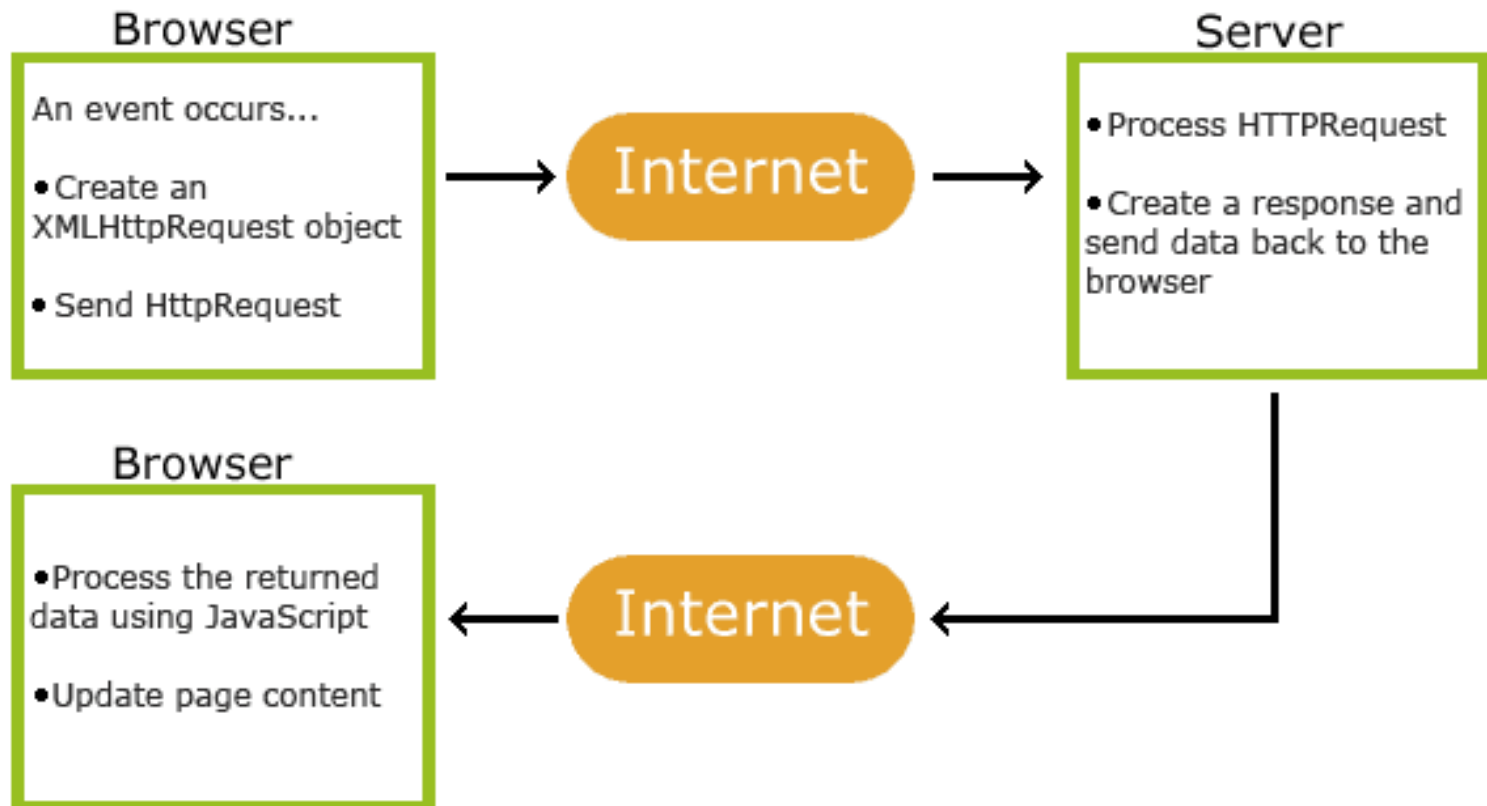 Browser
An event occurs...
•Create an
XMLHttpRequest object
• Send HttpRequest
Internet
Server
•Process HTTPRequest
•Create a response and
send data back to the
browser
Browser
•Process the returned
data using JavaScript
•Update page content
Internet